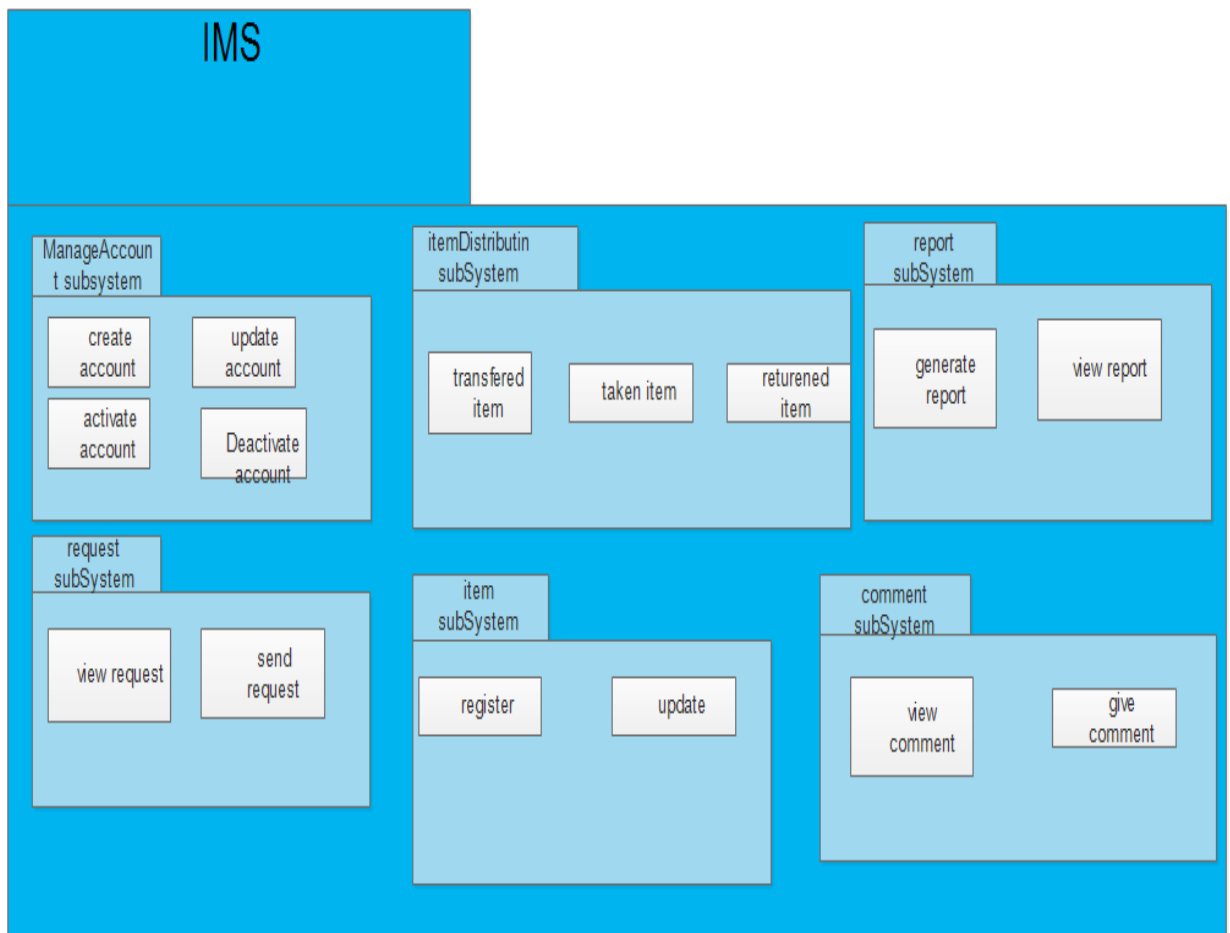 IMS
ManageAccoun
t subsystem
create
account
update
account
activate
account
Deactivate
account
itemDistributin
subSystem
transfered
item
taken item
returened
item
report
subSystem
generate
report
view report
request
subSystem
view request
send
request
item
subSystem
register
update
comment
subSystem
view
comment
give
comment